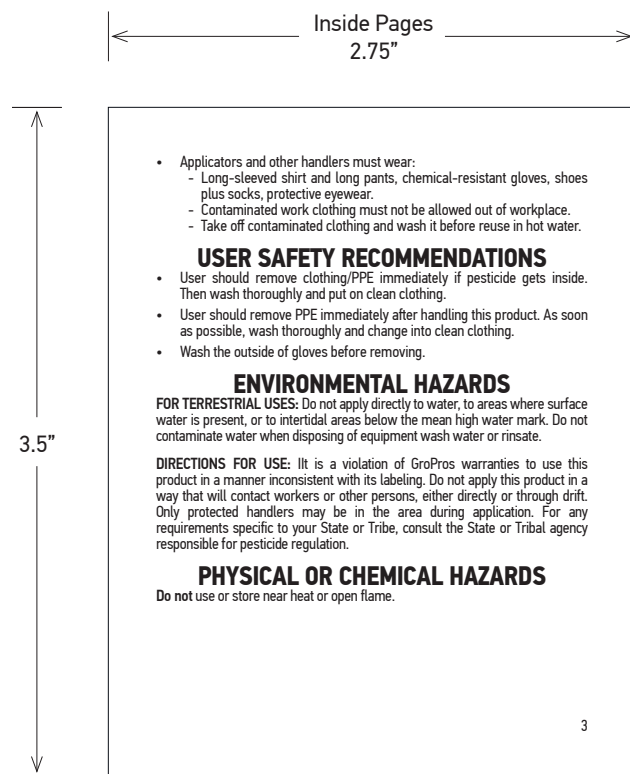 Inside Pages
2.75”
3.5”
• Applicators and other handlers must wear:
- Long-sleeved shirt and long pants, chemical-resistant gloves, shoes
plus socks, protective eyewear.
- Contaminated work clothing must not be allowed out of workplace.
- Take off contaminated clothing and wash it before reuse in hot water.
USER SAFETY RECOMMENDATIONS
• User should remove clothing/PPE immediately if pesticide gets inside.
Then wash thoroughly and put on clean clothing.
• User should remove PPE immediately after handling this product. As soon
as possible, wash thoroughly and change into clean clothing.
• Wash the outside of gloves before removing.
ENVIRONMENTAL HAZARDS
FOR TERRESTRIAL USES: Do not apply directly to water, to areas where surface
water is present, or to intertidal areas below the mean high water mark. Do not
contaminate water when disposing of equipment wash water or rinsate.
DIRECTIONS FOR USE: IIt is a violation of GroPros warranties to use this
product in a manner inconsistent with its labeling. Do not apply this product in a
way that will contact workers or other persons, either directly or through drift.
Only protected handlers may be in the area during application. For any
requirements specific to your State or Tribe, consult the State or Tribal agency
responsible for pesticide regulation.
PHYSICAL OR CHEMICAL HAZARDS
Do not use or store near heat or open flame.
3